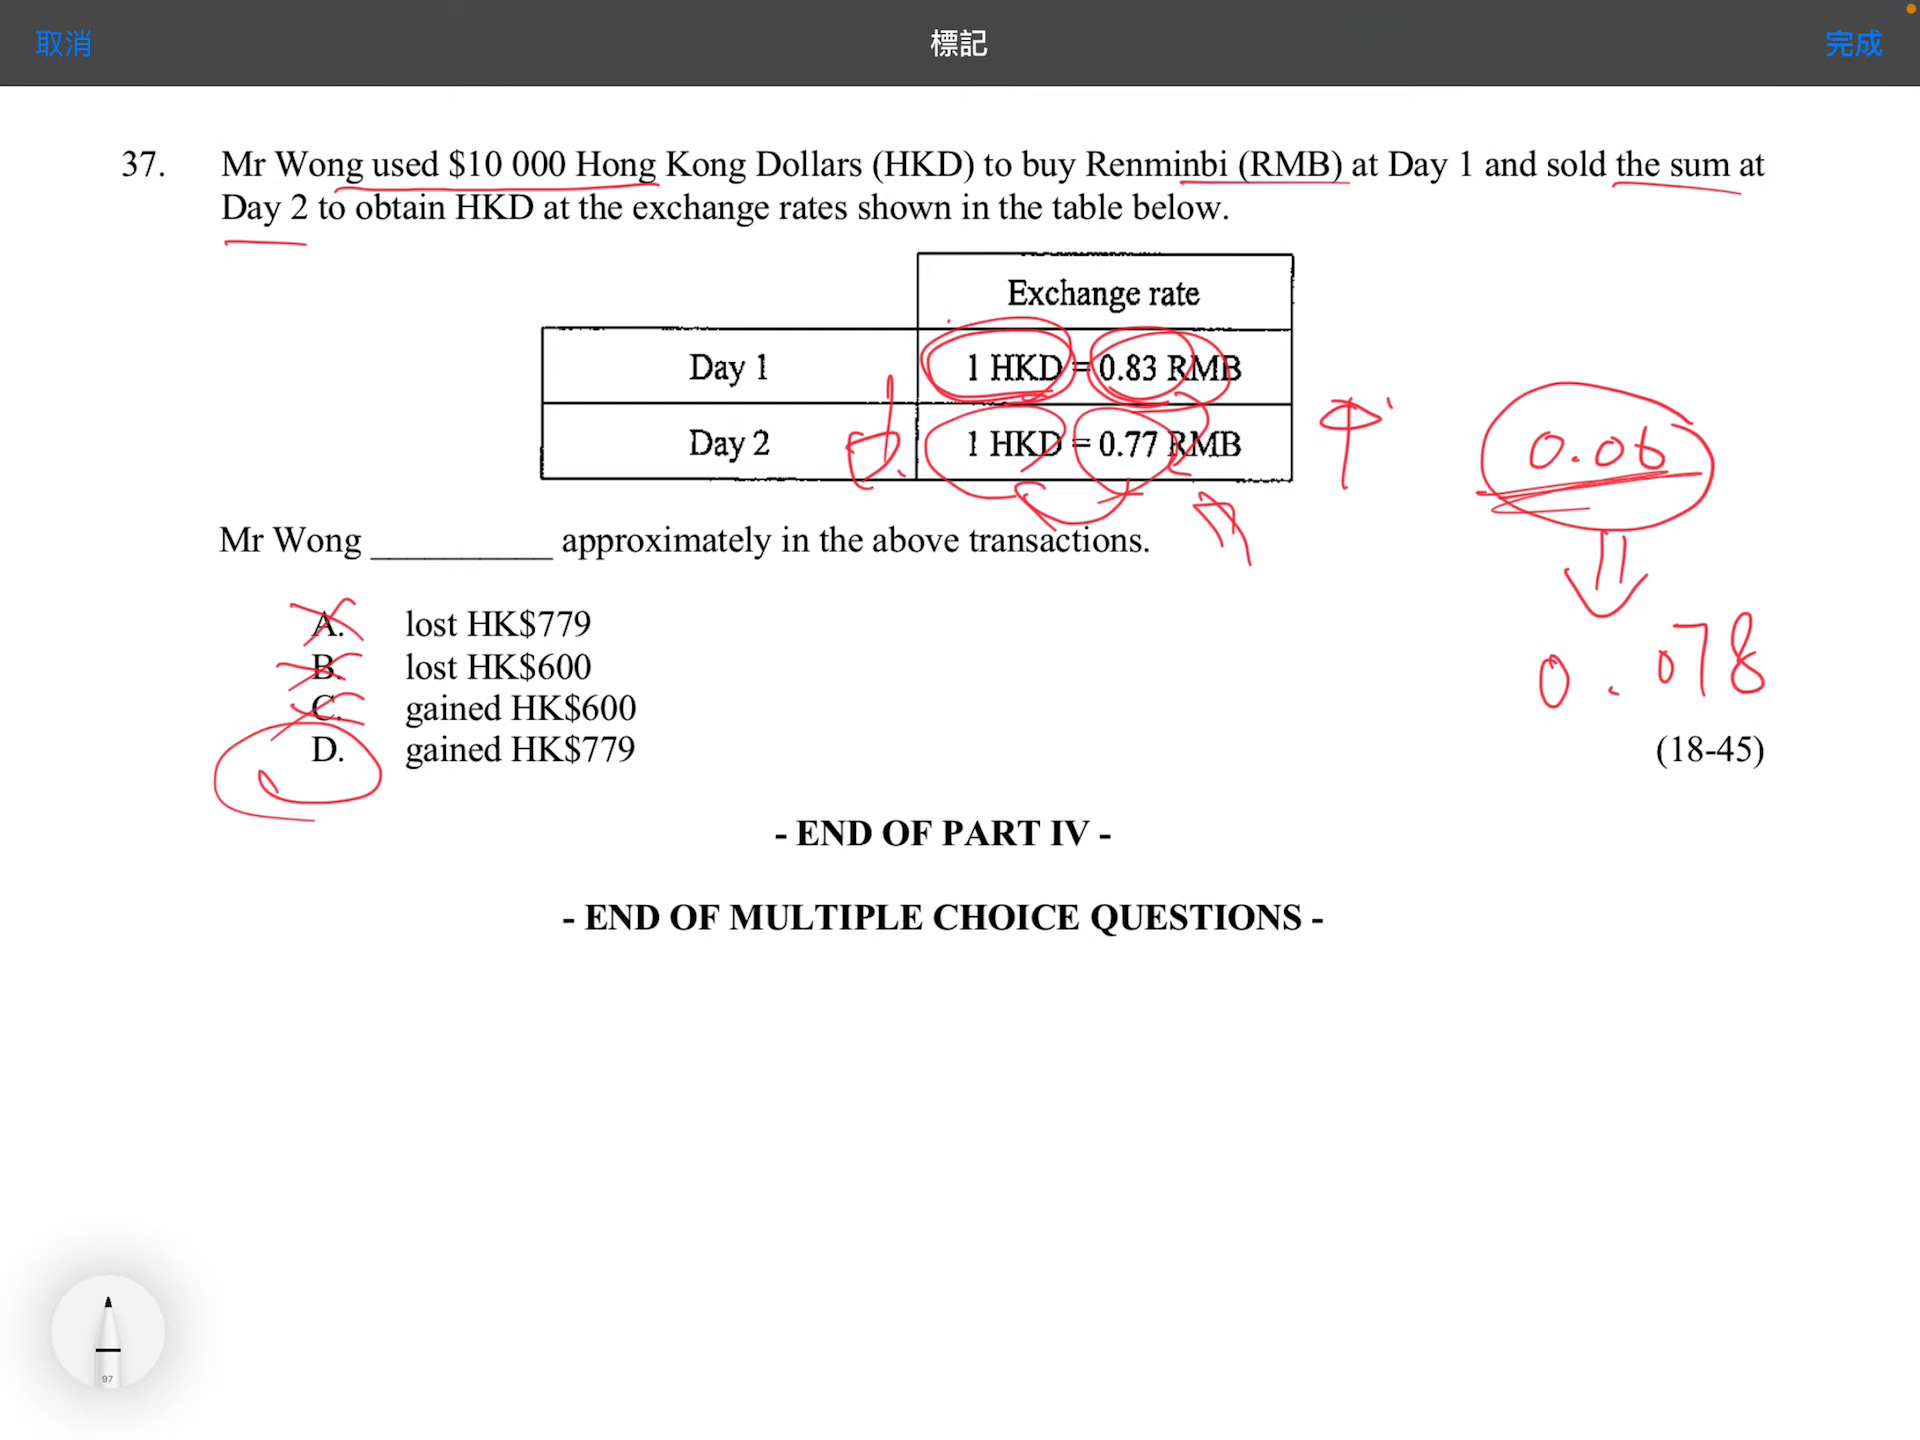 取消
標記
完成
37. Mr Wong used $10 000 Hong Kong Dollars (HKD) to buy Renminbi (RMB) at Day 1 and sold the sum at
Day 2 to obtain HKD at the exchange rates shown in the table below.
Exchange rate
Day 1 1 HKD = 0.83 RMB
Day 2 1 HKD = 0.77 RMB
0.06
Mr Wong __________ approximately in the above transactions.
0.078
A. lost HK$779
B. lost HK$600
C. gained HK$600
D. gained HK$779
(18-45)
- END OF PART IV -
- END OF MULTIPLE CHOICE QUESTIONS -
97